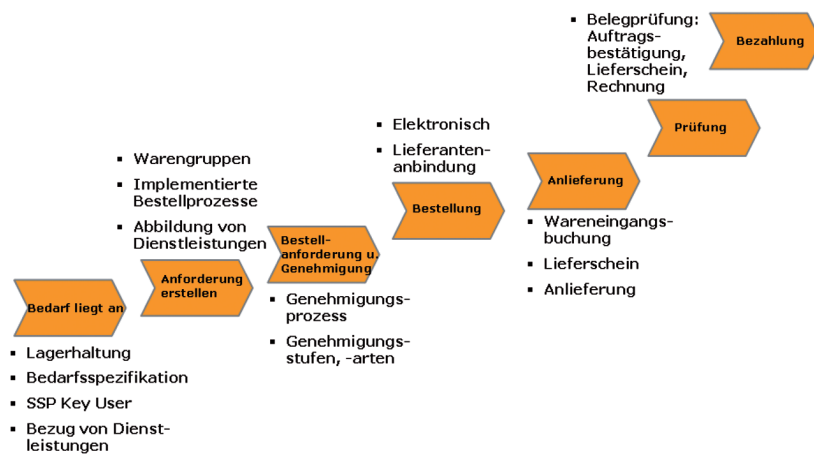 Bedarf liegt an
▪ Lagerhaltung
▪ Bedarfsspezifikation
▪ SSP Key User
▪ Bezug von Dienst-
leistungen
▪ Warengruppen
▪ Implementierte
Bestellprozesse
▪ Abbildung von
Dienstleistungen
Anforderung
erstellen
Bestell-
anforderung u.
Genehmigung
▪ Genehmigungs-
prozess
▪ Genehmigungs-
stufen, -arten
▪ Elektronisch
▪ Lieferanten-
anbindung
Bestellung
Anlieferung
▪ Wareneingangs-
buchung
▪ Lieferschein
▪ Anlieferung
▪ Belegprüfung:
Auftrags-
bestätigung,
Lieferschein,
Rechnung
Prüfung
Bezahlung